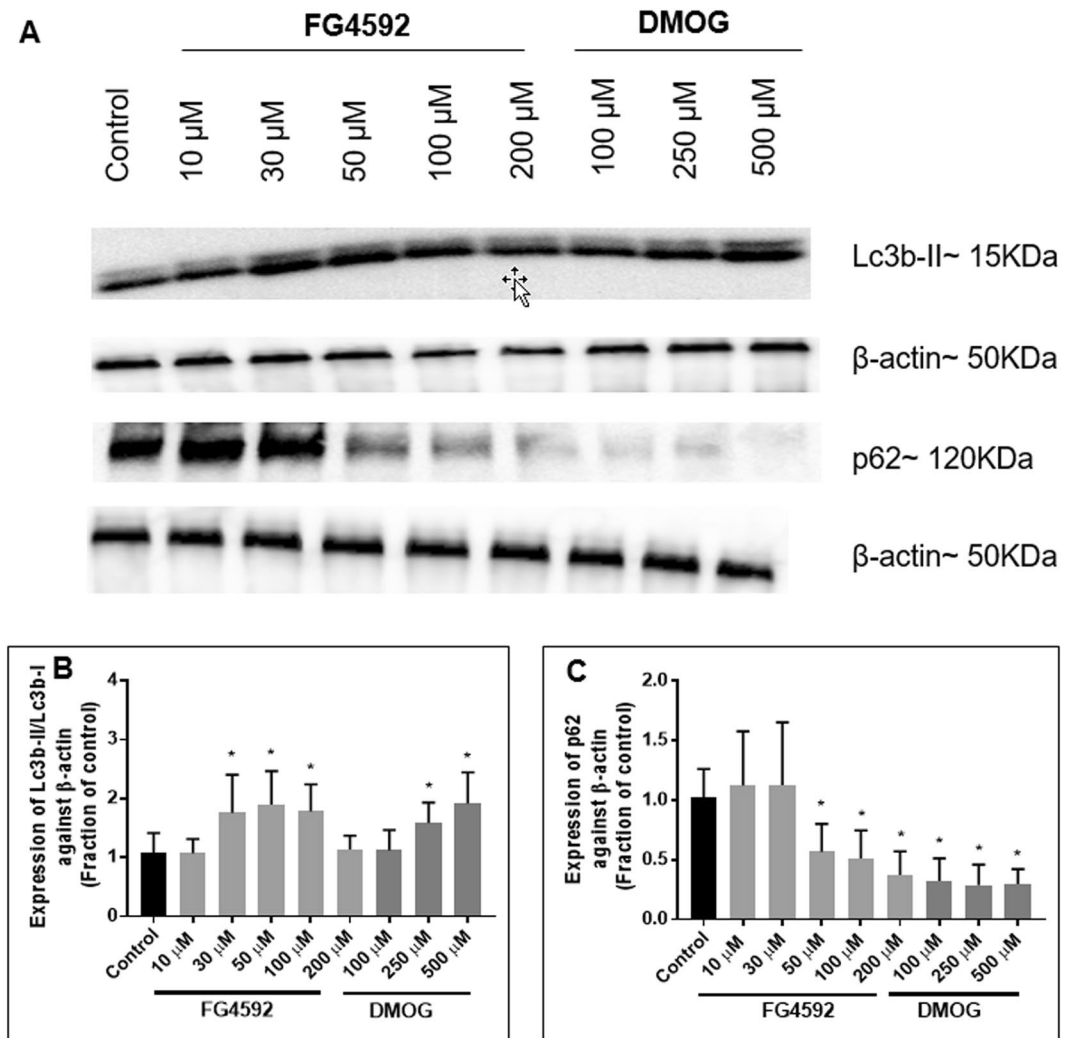 A
FG4592
DMOG
Control
10 μM
30 μM
50 μM
100 μM
200 μM
100 μM
250 μM
500 μM
Lc3b-II~ 15KDa
β-actin~ 50KDa
p62~ 120KDa
β-actin~ 50KDa
B
Expression of Lc3b-II/Lc3b-I
against β-actin
(Fraction of control)
4
3
2
1
0
*
*
*
*
*
Control
10 μM
30 μM
50 μM
100 μM
200 μM
100 μM
250 μM
500 μM
FG4592
DMOG
C
Expression of p62
against β-actin
(Fraction of control)
2.0
1.5
1.0
0.5
0.0
*
*
*
*
*
*
Control
10 μM
30 μM
50 μM
100 μM
200 μM
100 μM
250 μM
500 μM
FG4592
DMOG